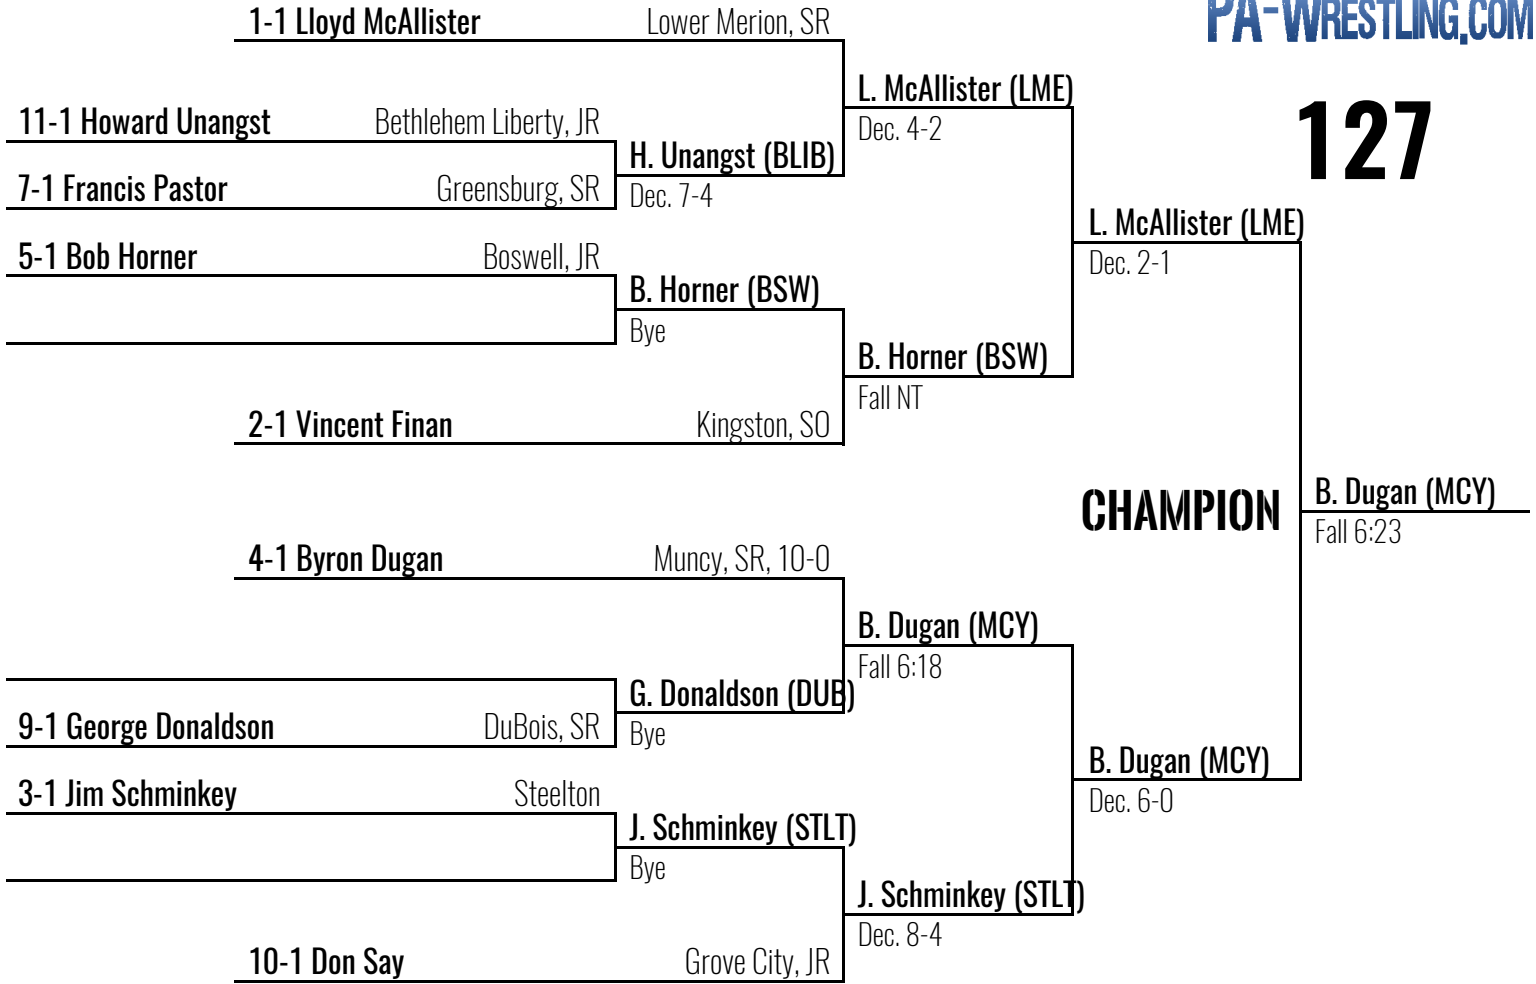 PA-WRESTLING.COM
127
1-1 Lloyd McAllister Lower Merion, SR
11-1 Howard Unangst Bethlehem Liberty, JR
7-1 Francis Pastor Greensburg, SR
5-1 Bob Horner Boswell, JR
2-1 Vincent Finan Kingston, SO
4-1 Byron Dugan Muncy, SR, 10-0
9-1 George Donaldson DuBois, SR
3-1 Jim Schminkey Steelton
10-1 Don Say Grove City, JR
H. Unangst (BLIB)
Dec. 7-4
B. Horner (BSW)
Bye
G. Donaldson (DUB)
Bye
J. Schminkey (STLT)
Bye
L. McAllister (LME)
Dec. 4-2
B. Horner (BSW)
Fall NT
B. Dugan (MCY)
Fall 6:18
J. Schminkey (STLT)
Dec. 8-4
L. McAllister (LME)
Dec. 2-1
B. Dugan (MCY)
Dec. 6-0
CHAMPION
B. Dugan (MCY)
Fall 6:23